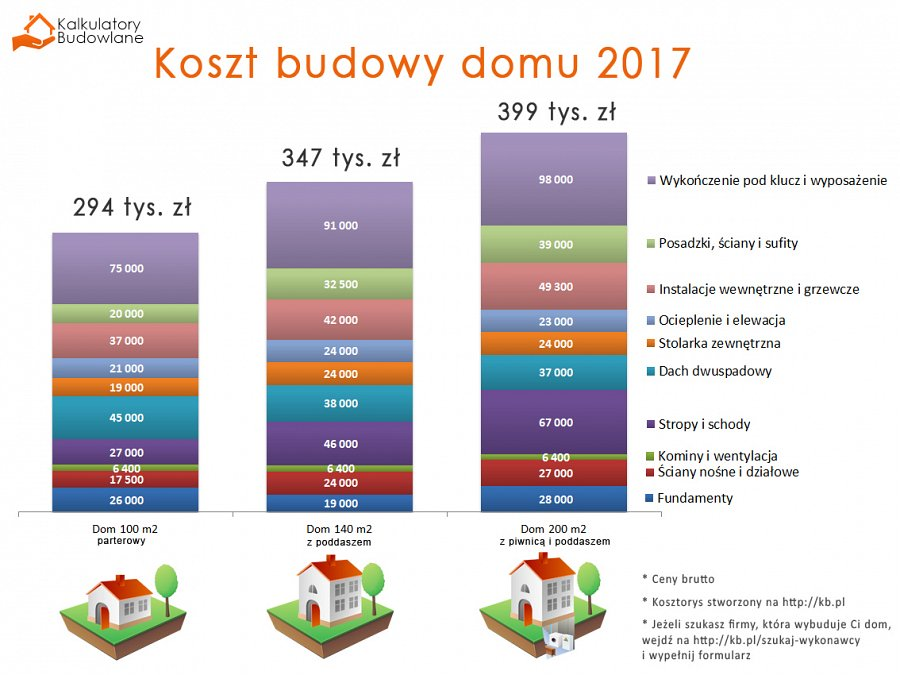 Kalkulatory
Budowlane
Koszt budowy domu 2017
294 tys. zł
347 tys. zł
399 tys. zł
75 000
20 000
37 000
21 000
19 000
45 000
27 000
6 400
17 500
26 000
91 000
32 500
42 000
24 000
24 000
38 000
46 000
6 400
24 000
19 000
98 000
39 000
49 300
23 000
24 000
37 000
67 000
6 400
27 000
28 000
Wykończenie pod klucz i wyposażenie
Posadzki, ściany i sufity
Instalacje wewnętrzne i grzewcze
Ocieplenie i elewacja
Stolarka zewnętrzna
Dach dwuspadowy
Stropy i schody
Kominy i wentylacja
Ściany nośne i działowe
Fundamenty
Dom 100 m2
parterowy
Dom 140 m2
z poddaszem
Dom 200 m2
z piwnicą i poddaszem
* Ceny brutto
* Kosztorys stworzony na http://kb.pl
* Jeżeli szukasz firmy, która wybuduje Ci dom,
wejdź na http://kb.pl/szukaj-wykonawcy
i wypełnij formularz